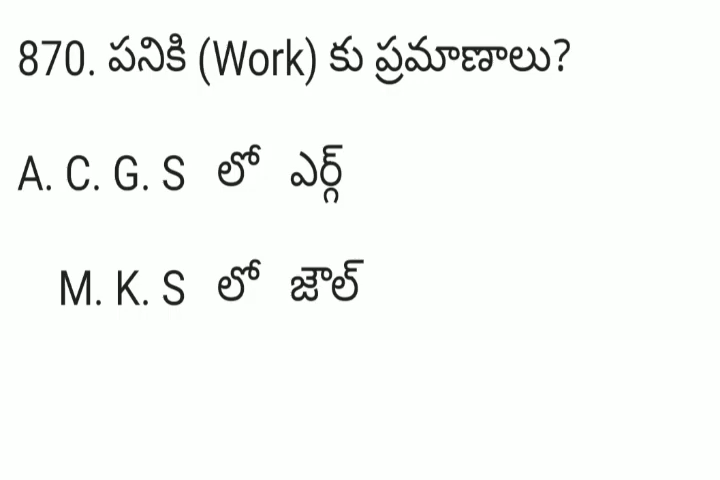 870. పనికి (Work) కు ప్రమాణాలు?
A. C. G. S లో ఎర్గ్
M. K. S లో జౌల్